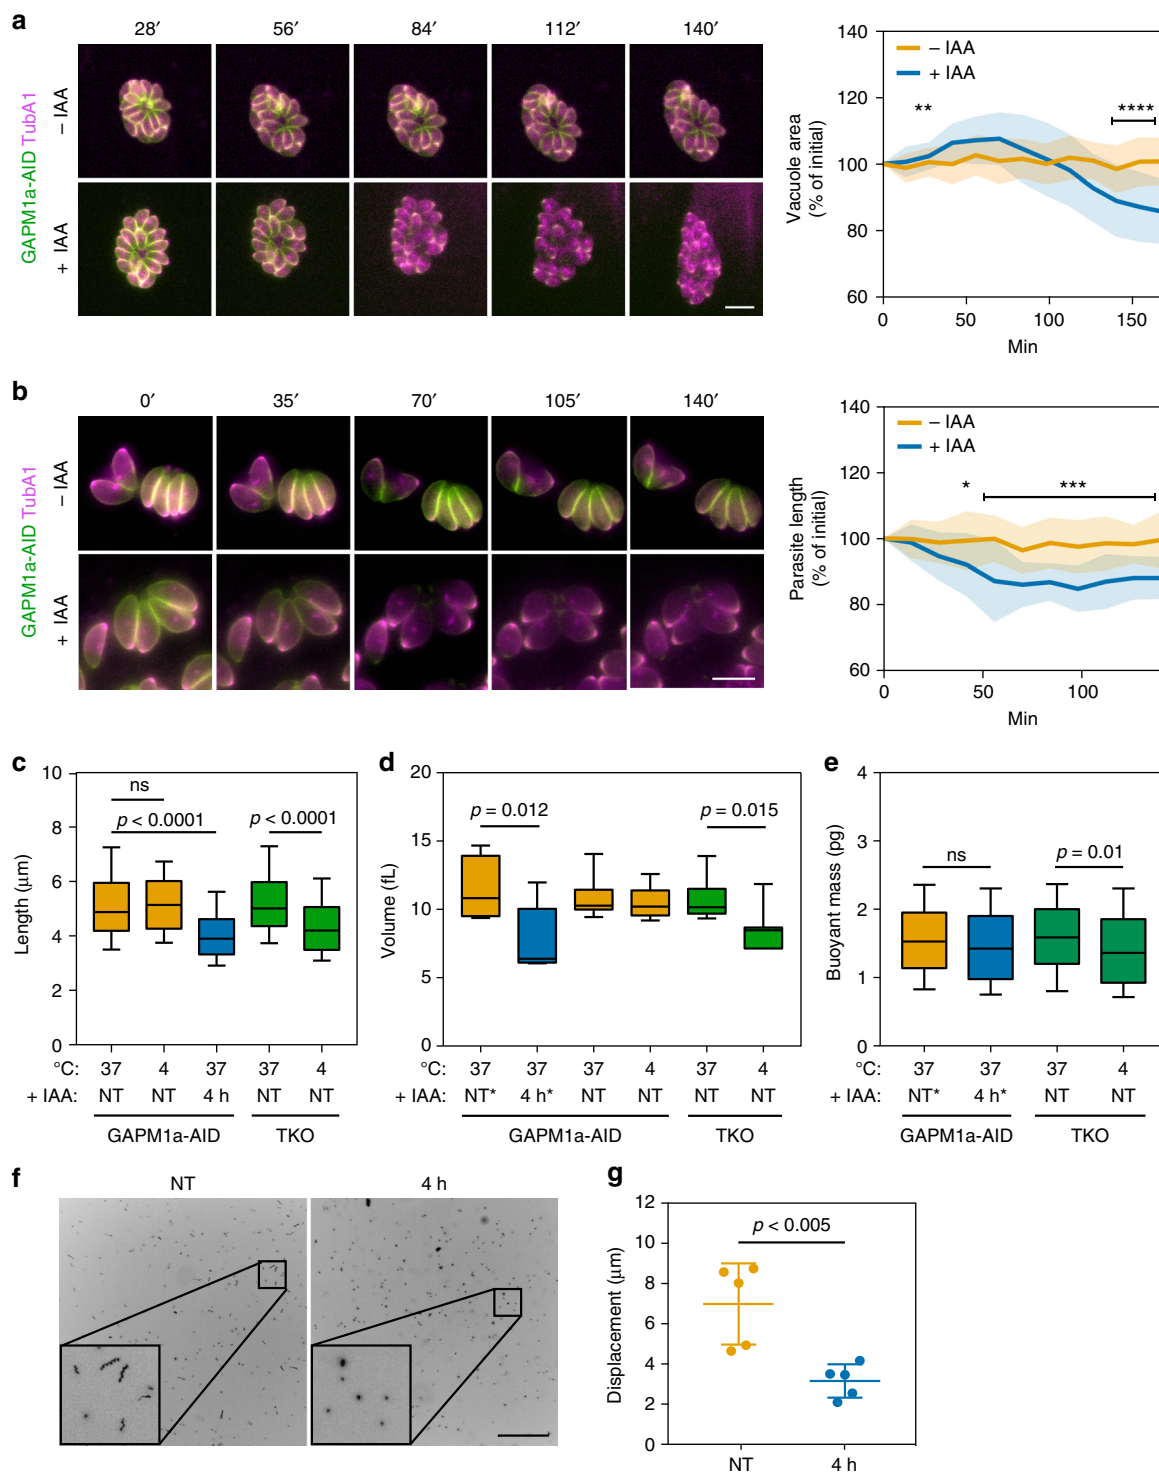 a
28′ 56′ 84′ 112′ 140′
GAPM1a-AID TubA1
– IAA
+ IAA
140
120
100
80
60
Vacuole area
(% of initial)
– IAA
+ IAA
** ****
0 50 100 150
Min
b
0′ 35′ 70′ 105′ 140′
GAPM1a-AID TubA1
– IAA
+ IAA
140
120
100
80
60
Parasite length
(% of initial)
– IAA
+ IAA
* ***
0 50 100
Min
c
10
8
6
4
2
0
Length (μm)
ns
p < 0.0001 p < 0.0001
°C: 37 4 37 37 4
+ IAA: NT NT 4 h NT NT
GAPM1a-AID TKO
d
20
15
10
5
0
Volume (fL)
p = 0.012 p = 0.015
37 4
37 37 4 37 4
NT* 4 h* NT NT NT NT
GAPM1a-AID TKO
e
4
3
2
1
0
Buoyant mass (pg)
ns p = 0.01
°C: 37 37 37 4
+ IAA: NT* 4 h* NT NT
GAPM1a-AID TKO
f
NT 4 h
g
12
10
8
6
4
2
0
Displacement (μm)
p < 0.005
NT 4 h